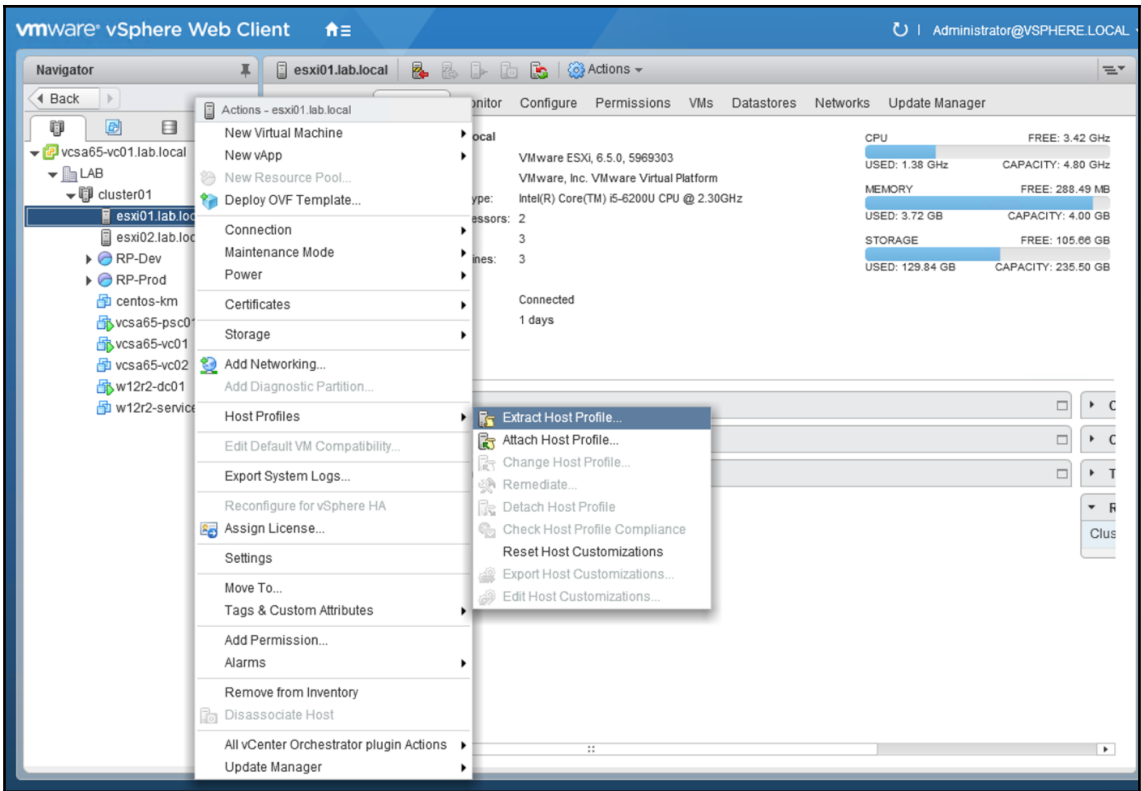 vmware® vSphere Web Client
Administrator@VSPHERE.LOCAL
Navigator
esxi01.lab.local
Actions
Back
Monitor Configure Permissions VMs Datastores Networks Update Manager
vcsa65-vc01.lab.local
LAB
cluster01
esxi01.lab.loc
esxi02.lab.loc
RP-Dev
RP-Prod
centos-km
vcsa65-psc01
vcsa65-vc01
vcsa65-vc02
w12r2-dc01
w12r2-service
Actions - esxi01.lab.local
New Virtual Machine
New vApp
New Resource Pool...
Deploy OVF Template...
Connection
Maintenance Mode
Power
Certificates
Storage
Add Networking...
Add Diagnostic Partition...
Host Profiles
Edit Default VM Compatibility...
Export System Logs...
Reconfigure for vSphere HA
Assign License...
Settings
Move To...
Tags & Custom Attributes
Add Permission...
Alarms
Remove from Inventory
Disassociate Host
All vCenter Orchestrator plugin Actions
Update Manager
Extract Host Profile...
Attach Host Profile...
Change Host Profile...
Remediate...
Detach Host Profile
Check Host Profile Compliance
Reset Host Customizations
Export Host Customizations...
Edit Host Customizations...
ocal
VMware ESXi, 6.5.0, 5969303
VMware, Inc. VMware Virtual Platform
ype: Intel(R) Core(TM) i5-6200U CPU @ 2.30GHz
essors: 2
3
ines: 3
Connected
1 days
CPU FREE: 3.42 GHz
USED: 1.38 GHz CAPACITY: 4.80 GHz
MEMORY FREE: 288.49 MB
USED: 3.72 GB CAPACITY: 4.00 GB
STORAGE FREE: 105.66 GB
USED: 129.84 GB CAPACITY: 235.50 GB
C
C
T
R
Clus